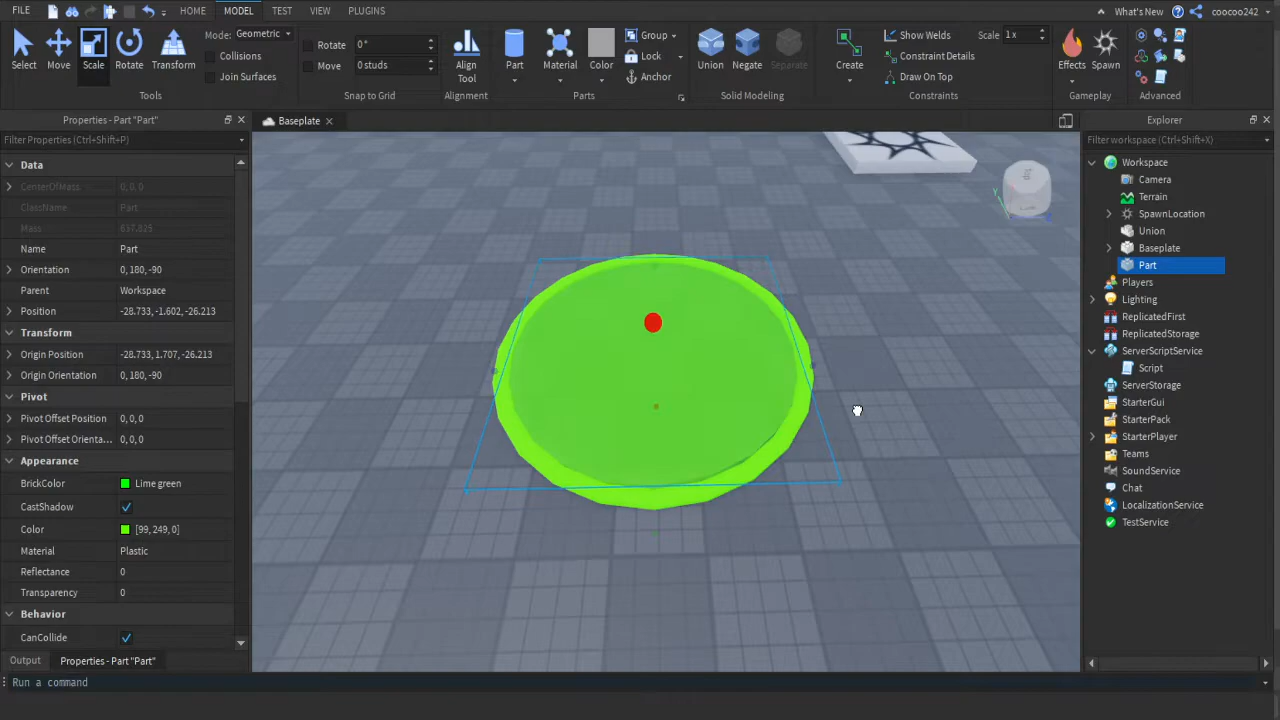 FILE HOME MODEL TEST VIEW PLUGINS What's New coocoo242
Select Move Scale Rotate Transform Mode: Geometric Collisions Join Surfaces Tools
Rotate 0° Move 0 studs Snap to Grid
Align Tool Alignment
Part Material Color Group Lock Anchor Parts
Union Negate Separate Solid Modeling
Create Show Welds Scale 1 x Constraint Details Draw On Top Constraints
Effects Spawn Gameplay Advanced
Properties - Part "Part"
Filter Properties (Ctrl+Shift+P)
Data
CenterOfMass 0, 0, 0
ClassName Part
Mass 637.825
Name Part
Orientation 0,180,-90
Parent Workspace
Position -28.733, -1.602, -26.213
Transform
Origin Position -28.733, 1.707, -26.213
Origin Orientation 0,180,-90
Pivot
Pivot Offset Position 0,0,0
Pivot Offset Orienta... 0,0,0
Appearance
BrickColor Lime green
CastShadow
Color [99, 249, 0]
Material Plastic
Reflectance 0
Transparency 0
Behavior
CanCollide
Output Properties - Part "Part"
Run a command
Baseplate
Explorer
Filter workspace (Ctrl+Shift+X)
Workspace
Camera
Terrain
SpawnLocation
Union
Baseplate
Part
Players
Lighting
ReplicatedFirst
ReplicatedStorage
ServerScriptService
Script
ServerStorage
StarterGui
StarterPack
StarterPlayer
Teams
SoundService
Chat
LocalizationService
TestService